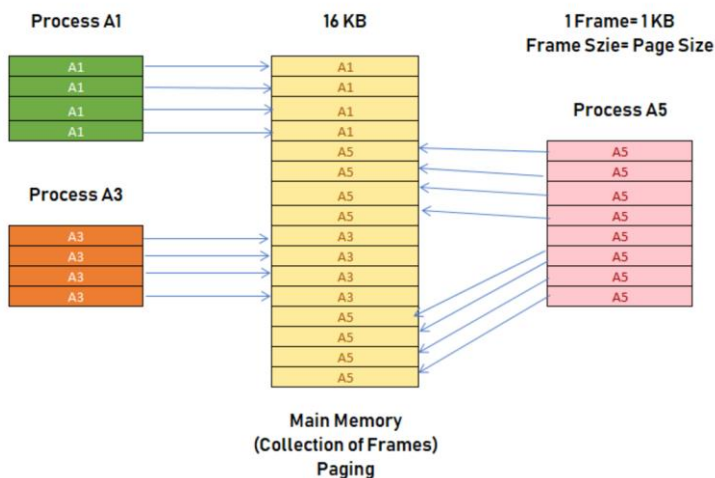 Process A1
16 KB
1 Frame= 1 KB
Frame Szie= Page Size
A1
A1
A1
A1
Process A3
A3
A3
A3
A3
A1
A1
A1
A1
A5
A5
A5
A5
A3
A3
A3
A3
A5
A5
A5
A5
Process A5
A5
A5
A5
A5
A5
A5
A5
A5
Main Memory
(Collection of Frames)
Paging